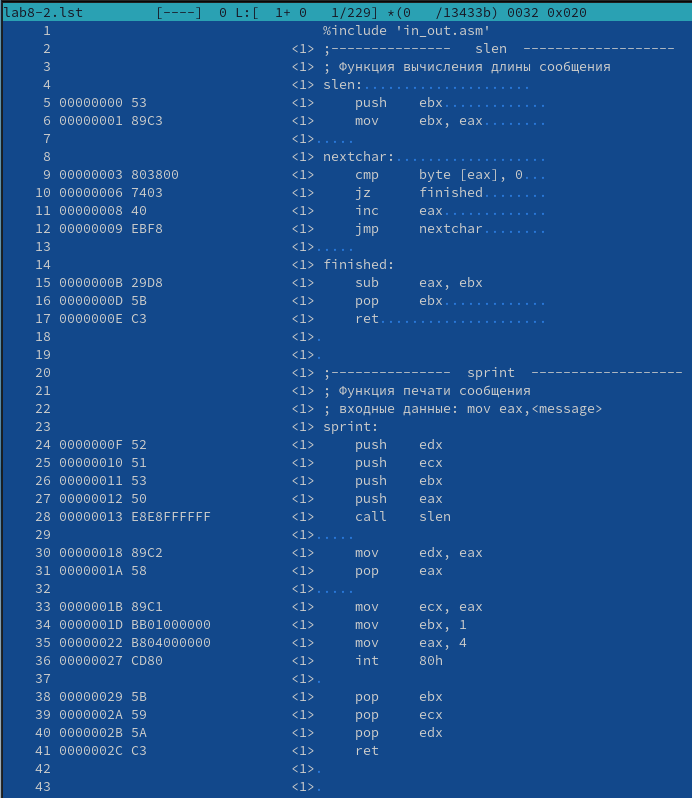 lab8-2.lst [----] 0 L:[ 1+ 0 1/229] *(0 /13433b) 0032 0x020
1 %include 'in_out.asm'
2 <1> ;--------------- slen -------------------
3 <1> ; Функция вычисления длины сообщения
4 <1> slen:.....................
5 00000000 53 <1> push ebx.............
6 00000001 89C3 <1> mov ebx, eax........
7 <1>.....
8 <1> nextchar:...................
9 00000003 803800 <1> cmp byte [eax], 0...
10 00000006 7403 <1> jz finished........
11 00000008 40 <1> inc eax.............
12 00000009 EBF8 <1> jmp nextchar........
13 <1>.....
14 <1> finished:
15 0000000B 29D8 <1> sub eax, ebx
16 0000000D 5B <1> pop ebx.............
17 0000000E C3 <1> ret.....................
18 <1>.
19 <1>.
20 <1> ;--------------- sprint -------------------
21 <1> ; Функция печати сообщения
22 <1> ; входные данные: mov eax,<message>
23 <1> sprint:
24 0000000F 52 <1> push edx
25 00000010 51 <1> push ecx
26 00000011 53 <1> push ebx
27 00000012 50 <1> push eax
28 00000013 E8E8FFFFFF <1> call slen
29 <1>.....
30 00000018 89C2 <1> mov edx, eax
31 0000001A 58 <1> pop eax
32 <1>.....
33 0000001B 89C1 <1> mov ecx, eax
34 0000001D BB01000000 <1> mov ebx, 1
35 00000022 B804000000 <1> mov eax, 4
36 00000027 CD80 <1> int 80h
37 <1>.
38 00000029 5B <1> pop ebx
39 0000002A 59 <1> pop ecx
40 0000002B 5A <1> pop edx
41 0000002C C3 <1> ret
42 <1>.
43 <1>.